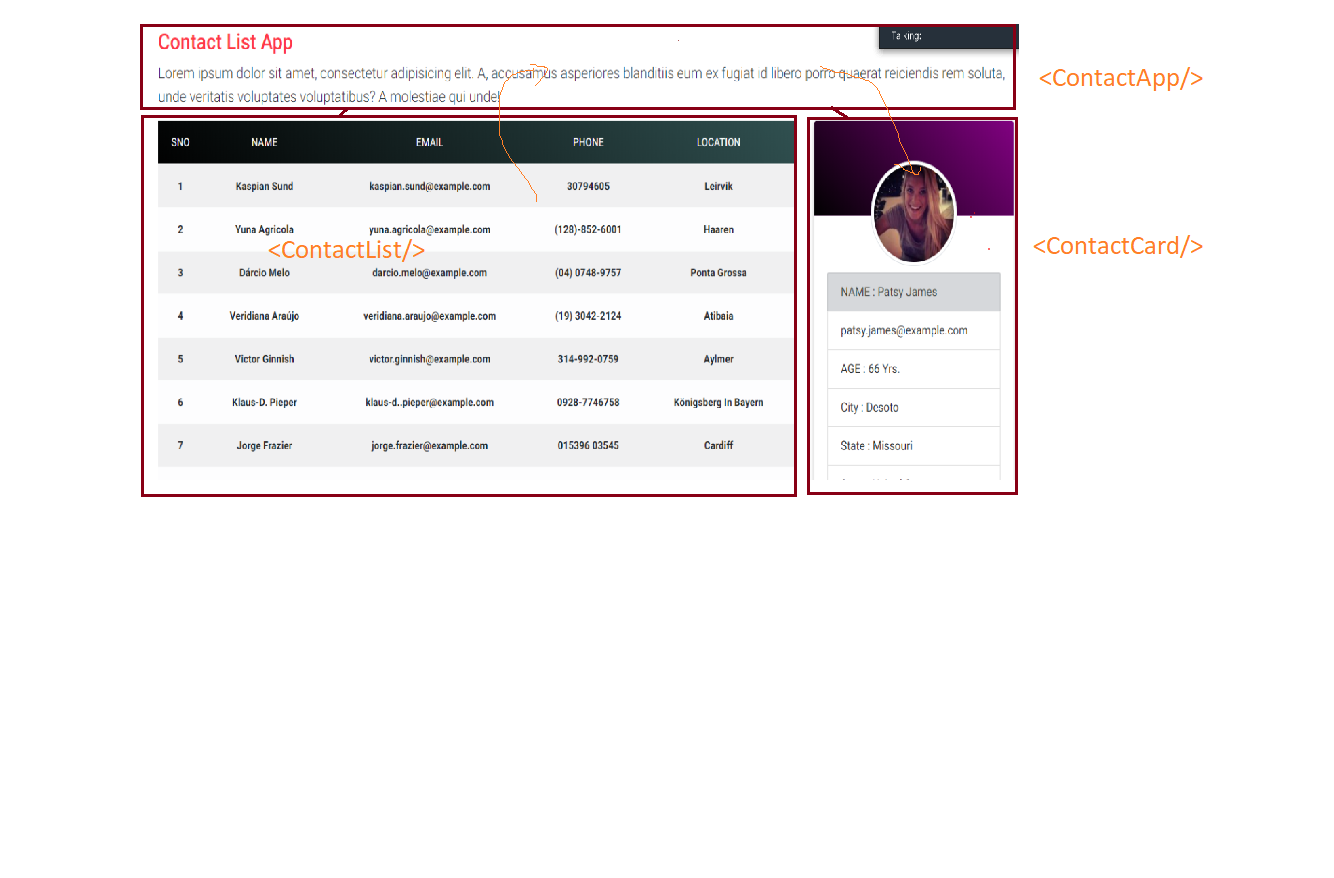 Contact List App
Talking:
Lorem ipsum dolor sit amet, consectetur adipisicing elit. A, accusamus asperiores blanditiis eum ex fugiat id libero porro quaerat reiciendis rem soluta,
unde veritatis voluptates voluptatibus? A molestiae qui unde!
<ContactApp/>
SNO NAME EMAIL PHONE LOCATION
1 Kaspian Sund kaspian.sund@example.com 30794605 Leirvik
2 Yuna Agricola yuna.agricola@example.com (128)-852-6001 Haaren
<ContactList/>
3 Dárcio Melo darcio.melo@example.com (04) 0748-9757 Ponta Grossa
4 Veridiana Araújo veridiana.araujo@example.com (19) 3042-2124 Atibaia
5 Victor Ginnish victor.ginnish@example.com 314-992-0759 Aylmer
6 Klaus-D. Pieper klaus-d..pieper@example.com 0928-7746758 Königsberg In Bayern
7 Jorge Frazier jorge.frazier@example.com 015396 03545 Cardiff
<ContactCard/>
NAME : Patsy James
patsy.james@example.com
AGE : 66 Yrs.
City : Desoto
State : Missouri